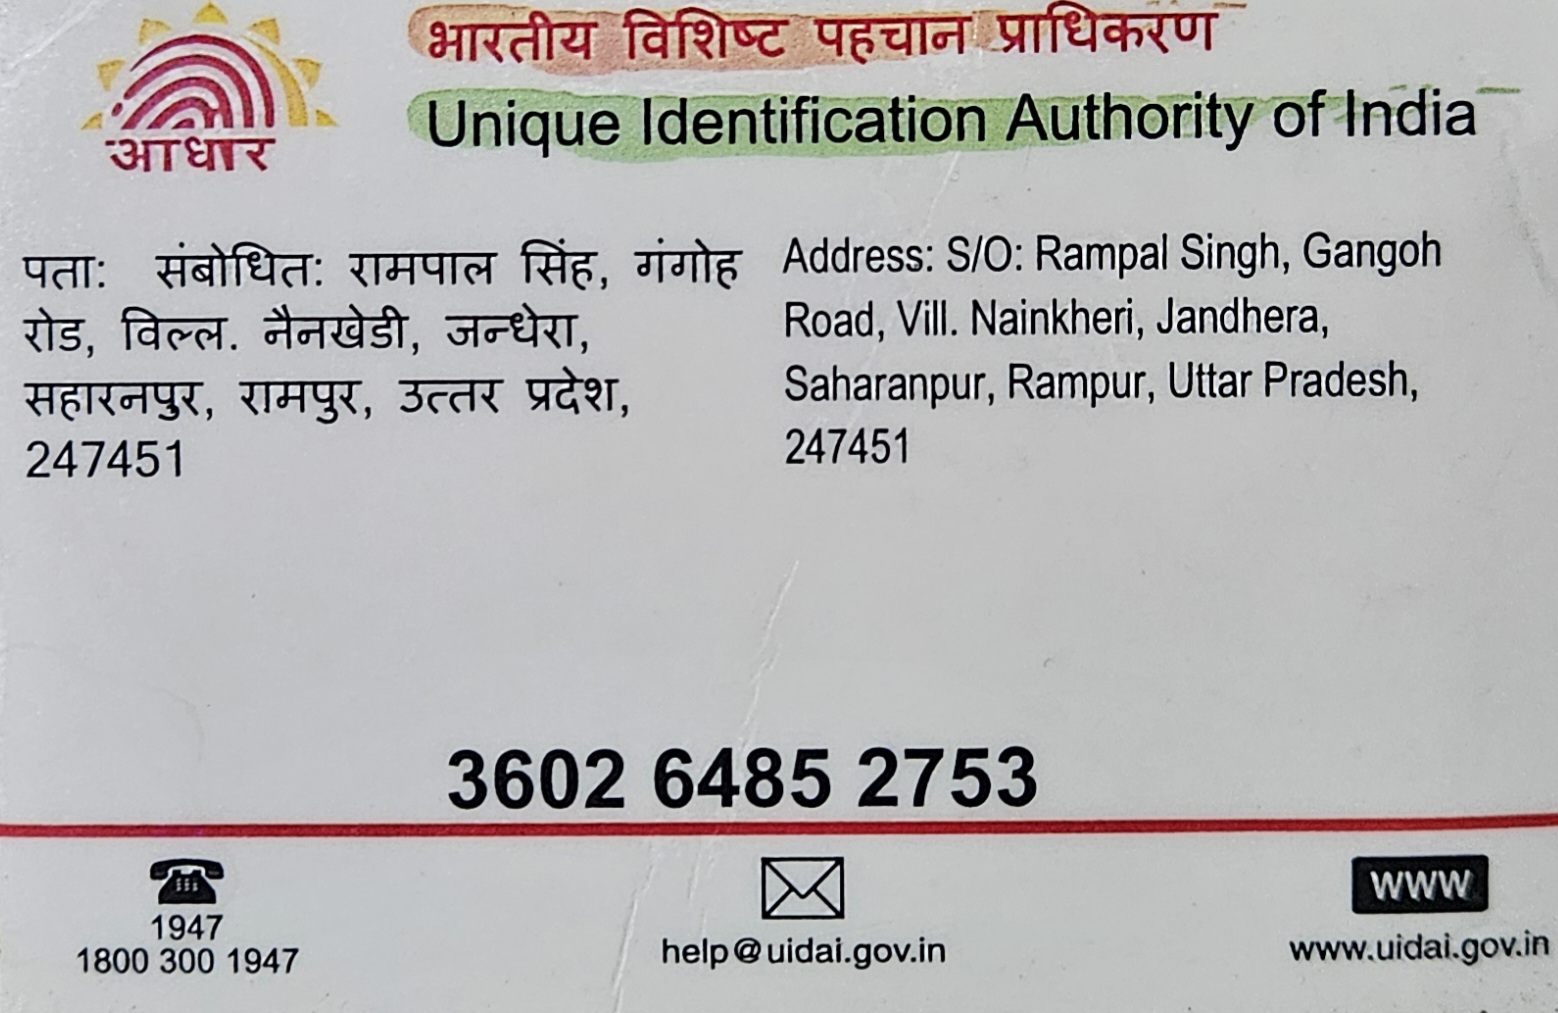 भारतीय विशिष्ट पहचान प्राधिकरण
Unique Identification Authority of India
आधार
पता: संबोधित: रामपाल सिंह, गंगोह
रोड, विल्ल. नैनखेडी, जन्धेरा,
सहारनपुर, रामपुर, उत्तर प्रदेश,
247451
Address: S/O: Rampal Singh, Gangoh
Road, Vill. Nainkheri, Jandhera,
Saharanpur, Rampur, Uttar Pradesh,
247451
3602 6485 2753
1947
1800 300 1947
help@uidai.gov.in
www
www.uidai.gov.in